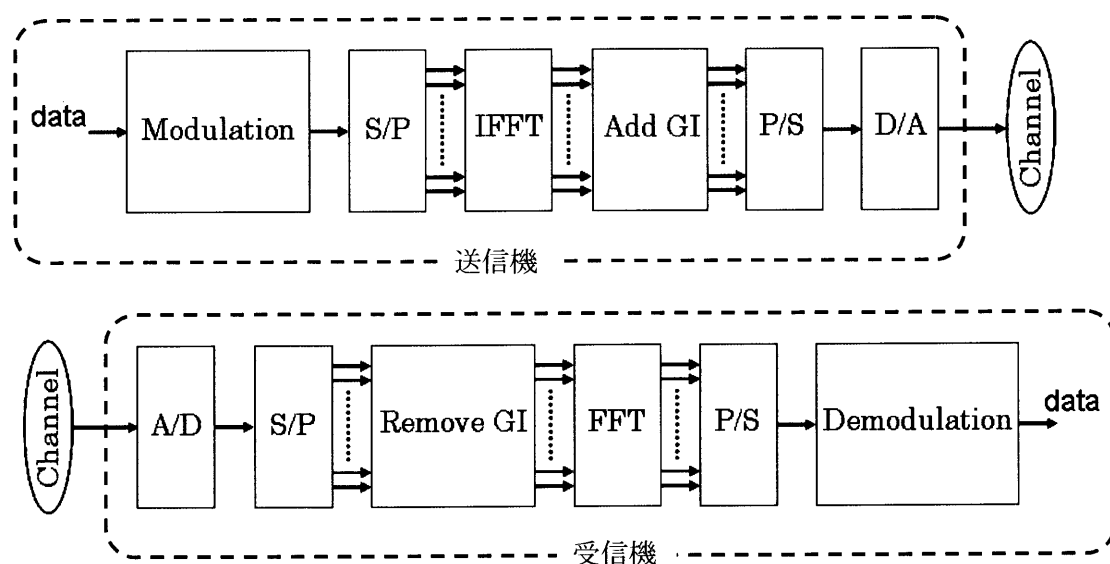 data
Modulation
S/P
IFFT
Add GI
P/S
D/A
Channel
送信機
Channel
A/D
S/P
Remove GI
FFT
P/S
Demodulation
data
受信機